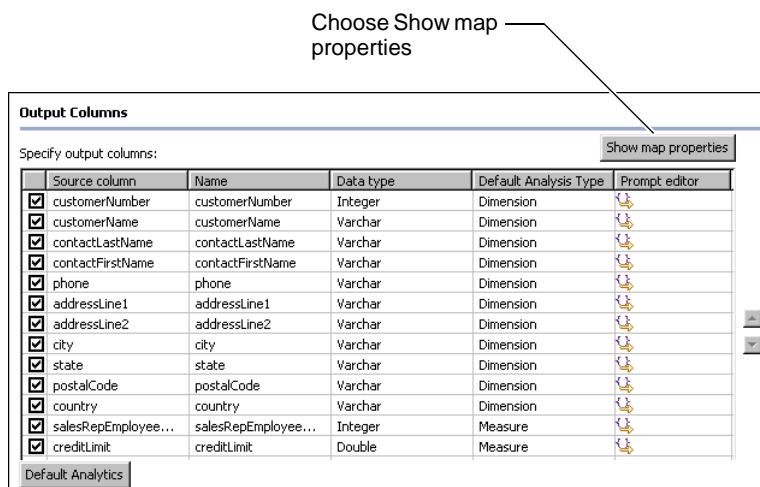 Choose Show map
properties
Output Columns
Specify output columns:
Show map properties
Source column Name Data type Default Analysis Type Prompt editor
customerNumber customerNumber Integer Dimension
customerName customerName Varchar Dimension
contactLastName contactLastName Varchar Dimension
contactFirstName contactFirstName Varchar Dimension
phone phone Varchar Dimension
addressLine1 addressLine1 Varchar Dimension
addressLine2 addressLine2 Varchar Dimension
city city Varchar Dimension
state state Varchar Dimension
postalCode postalCode Varchar Dimension
country country Varchar Dimension
salesRepEmployee... salesRepEmployee... Integer Measure
creditLimit creditLimit Double Measure
Default Analytics